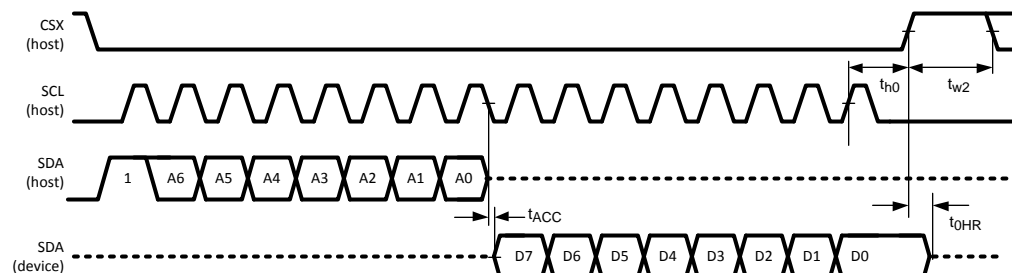 CSX
(host)
t_h0
t_w2
SCL
(host)
SDA
(host)
1 A6 A5 A4 A3 A2 A1 A0
t_ACC
t_0HR
SDA
(device)
D7 D6 D5 D4 D3 D2 D1 D0